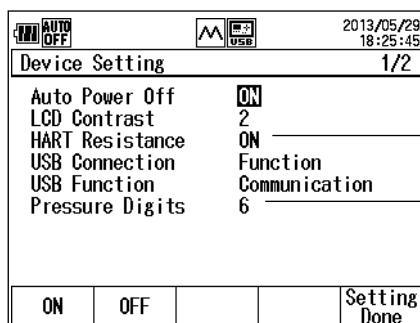 AUTO OFF USB 2013/05/29 18:25:45
Device Setting 1/2
Auto Power Off ON
LCD Contrast 2
HART Resistance ON
USB Connection Function
USB Function Communication
Pressure Digits 6
ON OFF Setting Done